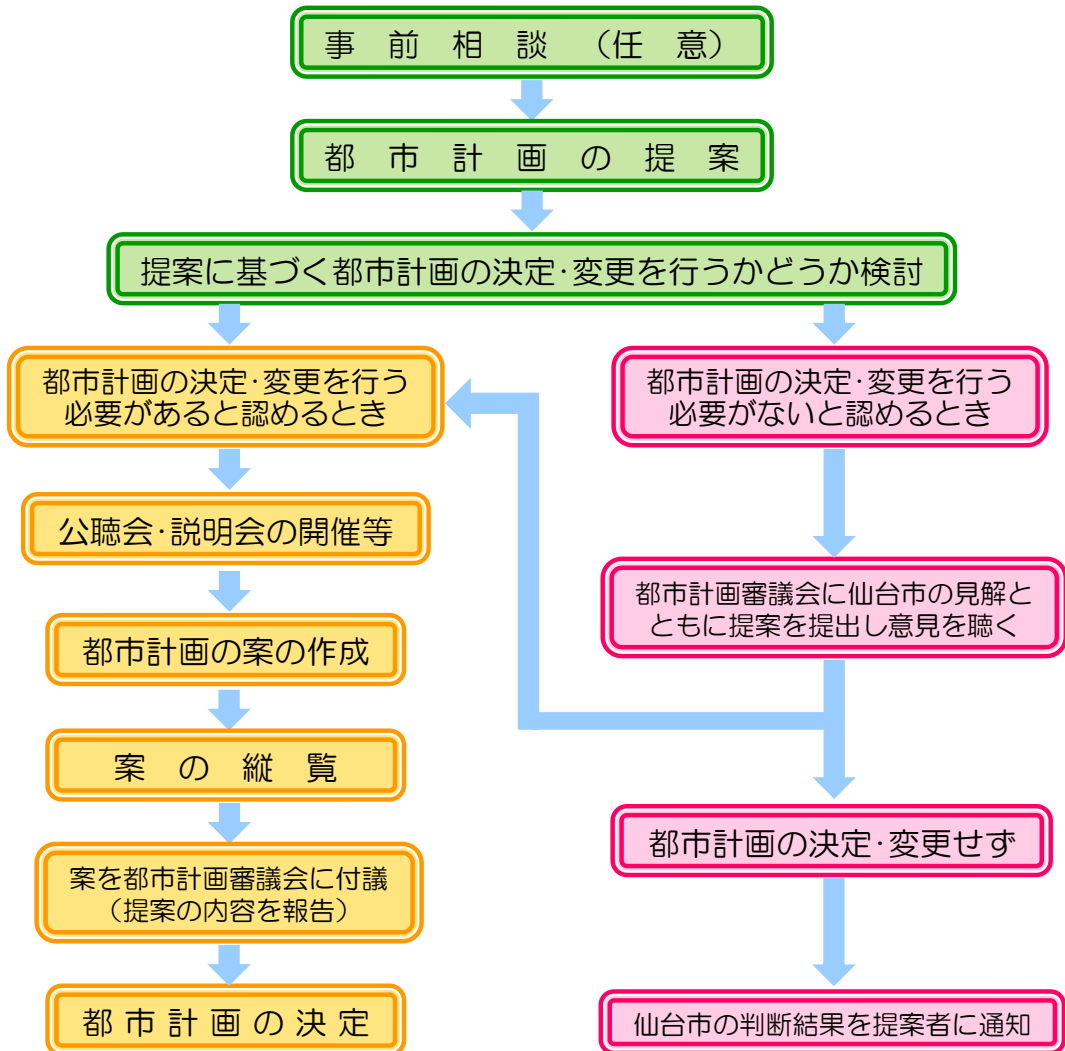 事前相談（任意）
都市計画の提案
提案に基づく都市計画の決定・変更を行うかどうか検討
都市計画の決定・変更を行う
必要があると認めるとき
公聴会・説明会の開催等
都市計画の案の作成
案の縦覧
案を都市計画審議会に付議
（提案の内容を報告）
都市計画の決定
都市計画の決定・変更を行う
必要がないと認めるとき
都市計画審議会に仙台市の見解と
ともに提案を提出し意見を聴く
都市計画の決定・変更せず
仙台市の判断結果を提案者に通知